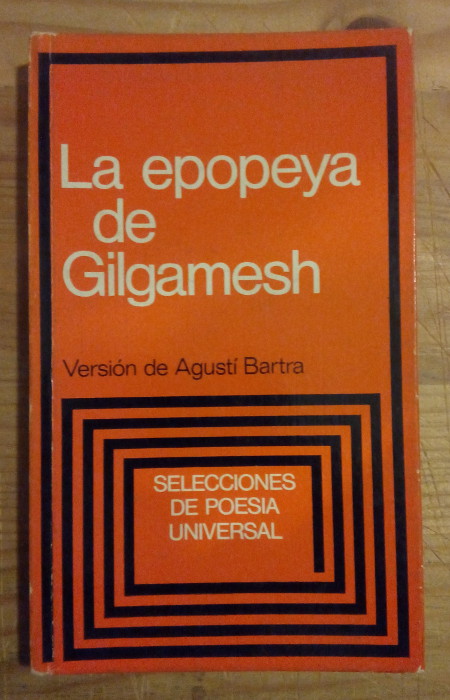 La epopeya
de
Gilgamesh
Versión de Agustí Bartra
SELECCIONES
DE POESIA
UNIVERSAL